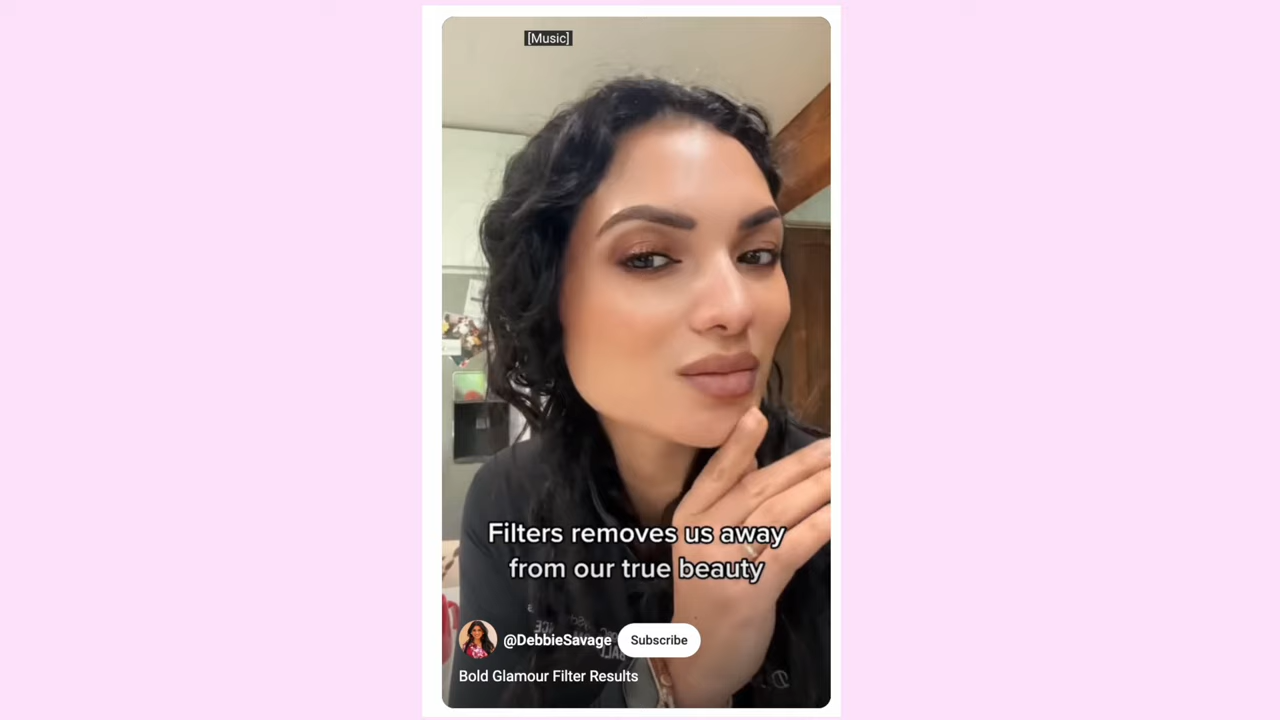 [Music]
Filters removes us away
from our true beauty
@DebbieSavage Subscribe
Bold Glamour Filter Results